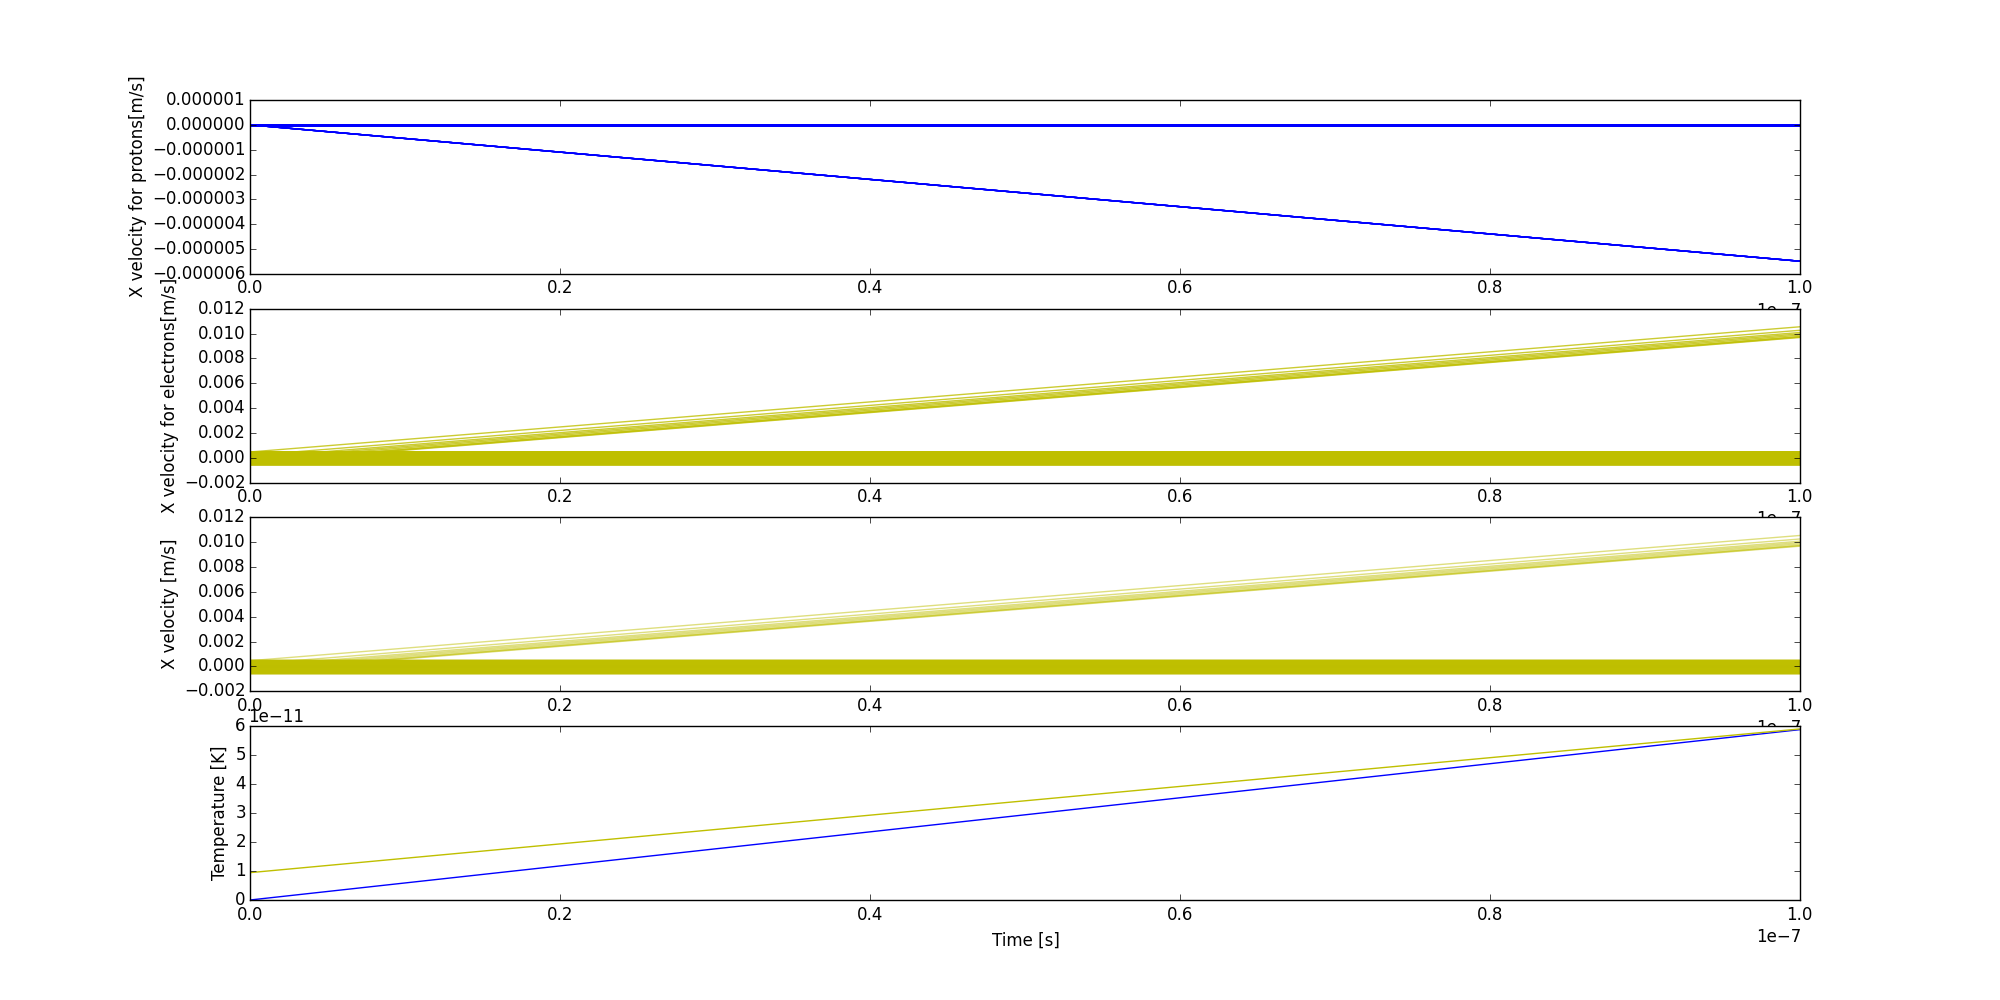 X velocity for protons[m/s]
0.000001
0.000000
−0.000001
−0.000002
−0.000003
−0.000004
−0.000005
−0.000006
0.0 0.2 0.4 0.6 0.8 1.0
1e−7
X velocity for electrons[m/s]
0.012
0.010
0.008
0.006
0.004
0.002
0.000
−0.002
0.0 0.2 0.4 0.6 0.8 1.0
1e−7
X velocity [m/s]
0.012
0.010
0.008
0.006
0.004
0.002
0.000
−0.002
0.0 0.2 0.4 0.6 0.8 1.0
1e−7
1e−11
Temperature [K]
6
5
4
3
2
1
0
0.0 0.2 0.4 0.6 0.8 1.0
Time [s]
1e−7